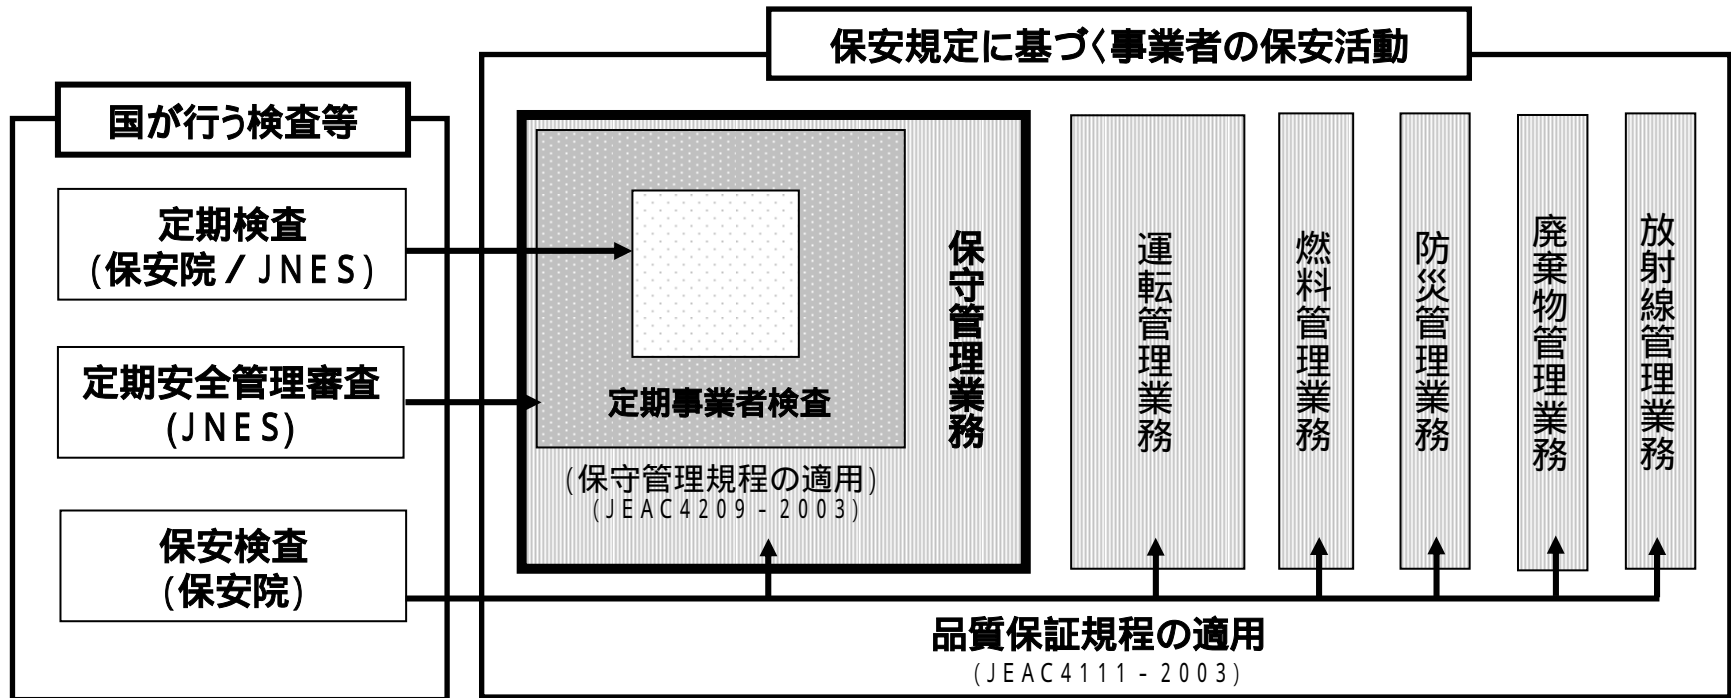 保安規定に基づく事業者の保安活動
国が行う検査等
定期検査
(保安院／JNES)
定期安全管理審査
(JNES)
保安検査
(保安院)
定期事業者検査
(保守管理規程の適用)
(JEAC4209－2003)
保守管理業務
運転管理業務
燃料管理業務
防災管理業務
廃棄物管理業務
放射線管理業務
品質保証規程の適用
(JEAC4111－2003)